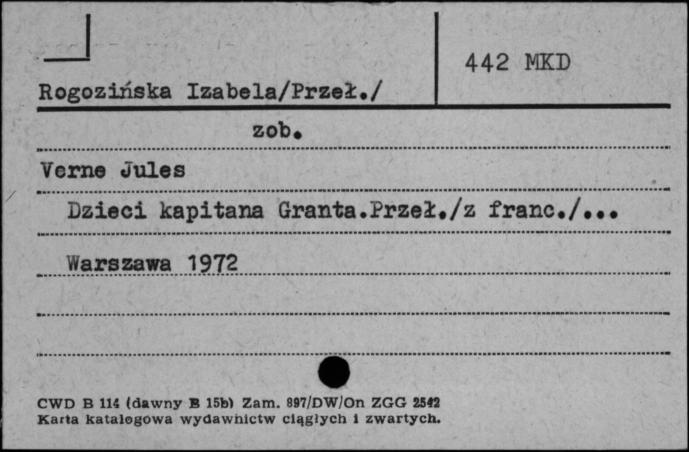 442 MKD
Rogozińska Izabela/Przeł./
zob.
Verne Jules
Dzieci kapitana Granta.Przeł./z franc./...
Warszawa 1972
CWD B 114 (dawny B 15b) Zam. 897/DW/On ZGG 2542
Karta katalogowa wydawnictw ciągłych i zwartych.